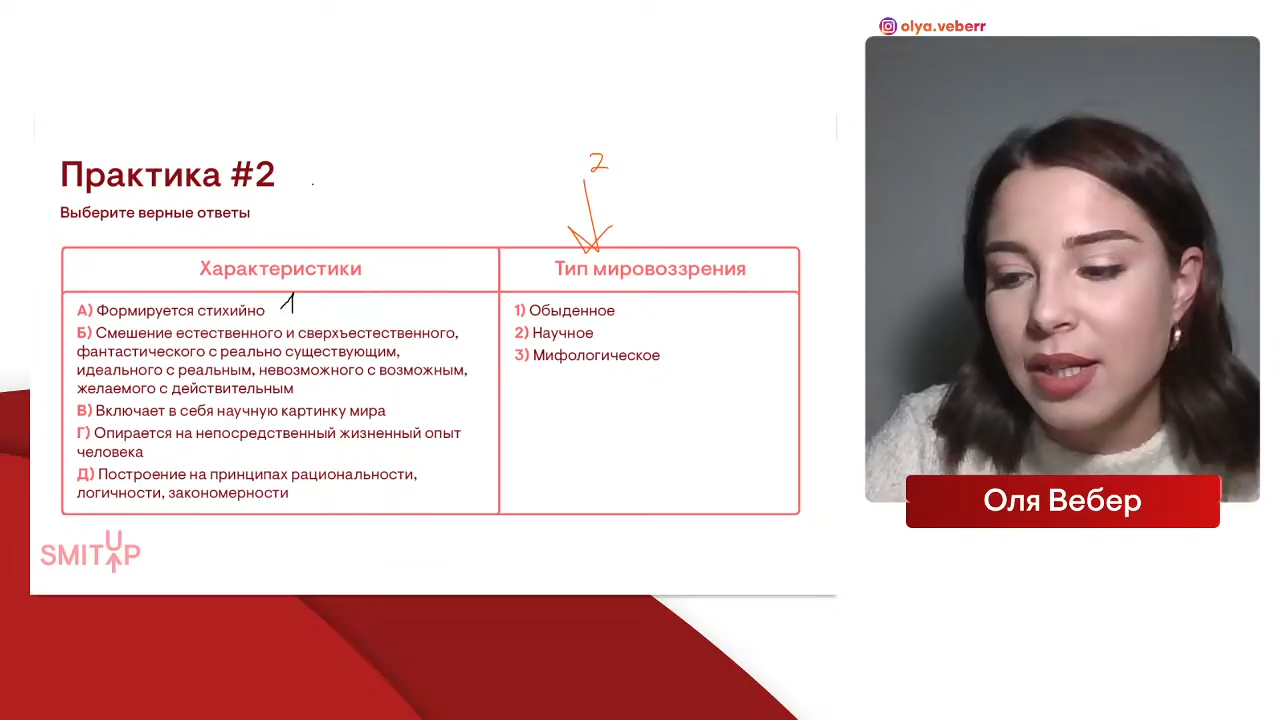 olya.veberr
Практика #2
2
Выберите верные ответы
Характеристики
Тип мировоззрения
А) Формируется стихийно 1
Б) Смешение естественного и сверхъестественного,
фантастического с реально существующим,
идеального с реальным, невозможного с возможным,
желаемого с действительным
В) Включает в себя научную картинку мира
Г) Опирается на непосредственный жизненный опыт
человека
Д) Построение на принципах рациональности,
логичности, закономерности
1) Обыденное
2) Научное
3) Мифологическое
Оля Вебер
SMITUP